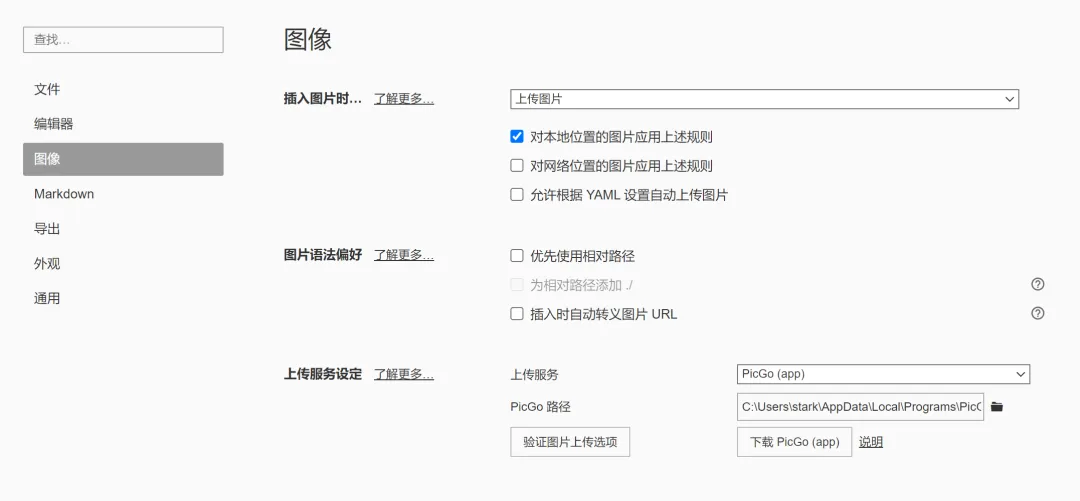 查找…
文件
编辑器
图像
Markdown
导出
外观
通用
图像
插入图片时… 了解更多… 上传图片
对本地位置的图片应用上述规则
对网络位置的图片应用上述规则
允许根据 YAML 设置自动上传图片
图片语法偏好 了解更多… 优先使用相对路径
为相对路径添加 ./
插入时自动转义图片 URL
上传服务设定 了解更多… 上传服务 PicGo (app)
PicGo 路径 C:\Users\stark\AppData\Local\Programs\PicG
验证图片上传选项 下载 PicGo (app) 说明